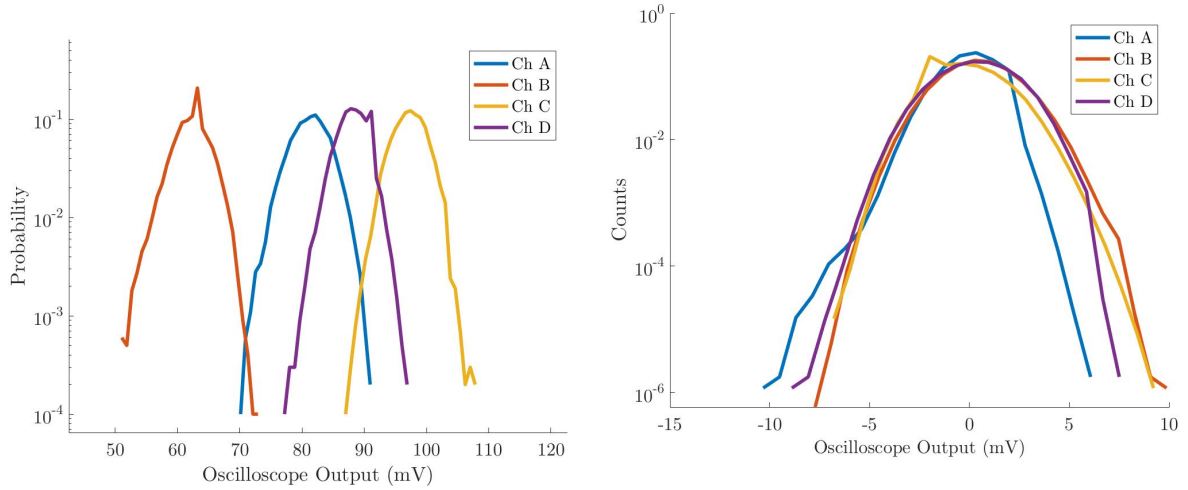 Probability
10^-1
10^-2
10^-3
10^-4
50 60 70 80 90 100 110 120
Oscilloscope Output (mV)
Ch A
Ch B
Ch C
Ch D
Counts
10^0
10^-2
10^-4
10^-6
-15 -10 -5 0 5 10
Oscilloscope Output (mV)
Ch A
Ch B
Ch C
Ch D